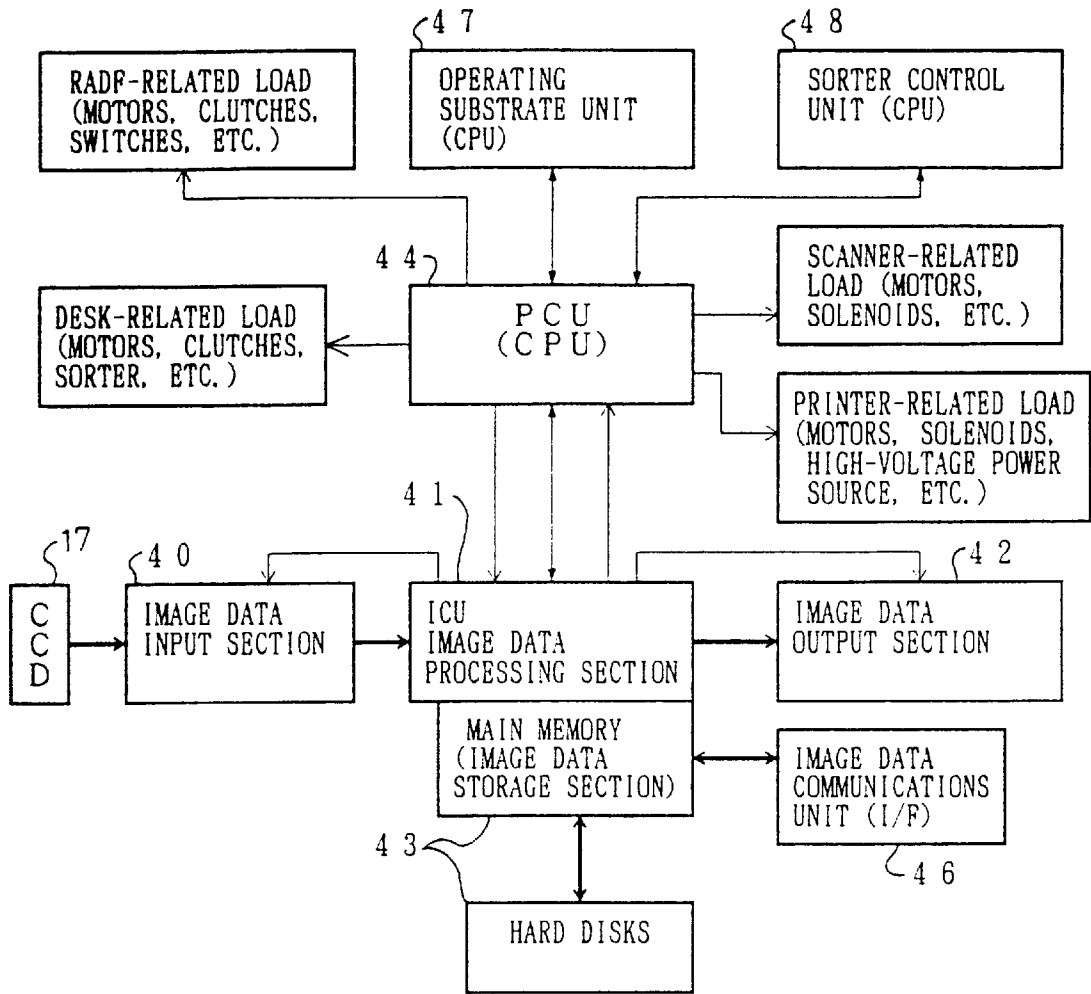 47
48
RADF-RELATED LOAD
(MOTORS, CLUTCHES,
SWITCHES, ETC.)
OPERATING
SUBSTRATE UNIT
(CPU)
SORTER CONTROL
UNIT (CPU)
44
DESK-RELATED LOAD
(MOTORS, CLUTCHES,
SORTER, ETC.)
PCU
(CPU)
SCANNER-RELATED
LOAD (MOTORS,
SOLENOIDS, ETC.)
PRINTER-RELATED LOAD
(MOTORS, SOLENOIDS,
HIGH-VOLTAGE POWER
SOURCE, ETC.)
17
40
41
42
CCD
IMAGE DATA
INPUT SECTION
ICU
IMAGE DATA
PROCESSING SECTION
IMAGE DATA
OUTPUT SECTION
MAIN MEMORY
(IMAGE DATA
STORAGE SECTION)
IMAGE DATA
COMMUNICATIONS
UNIT (I/F)
43
46
HARD DISKS